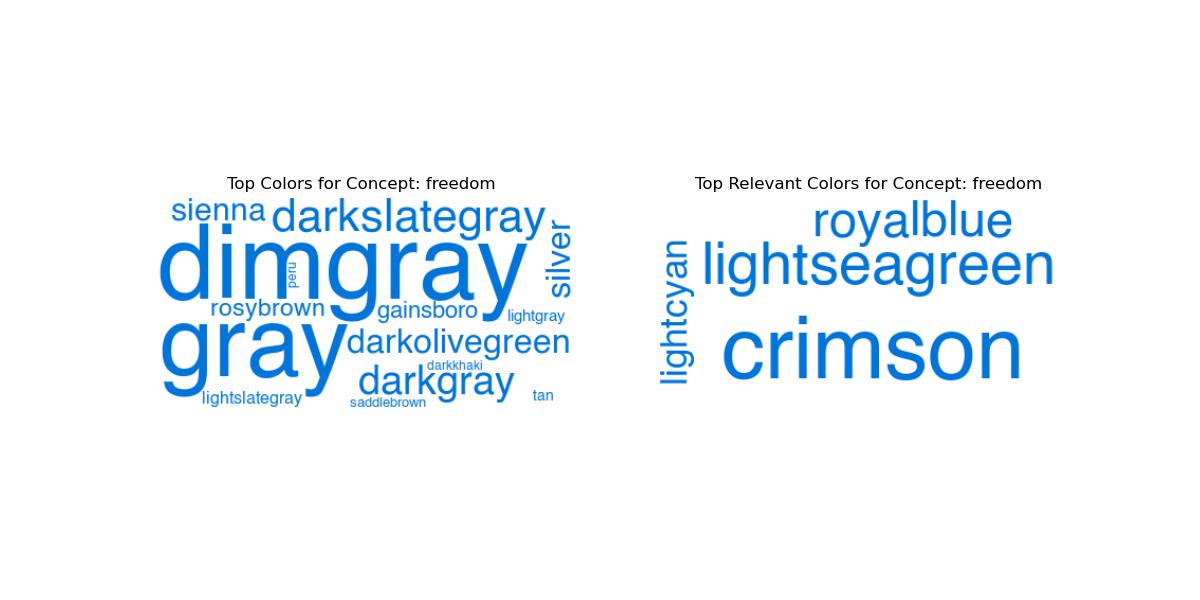 Top Colors for Concept: freedom
sienna
darkslategray
dimgray
peru
silver
rosybrown
gainsboro
lightgray
gray
darkolivegreen
darkkhaki
darkgray
lightslategray
saddlebrown
tan
Top Relevant Colors for Concept: freedom
royalblue
lightcyan
lightseagreen
crimson